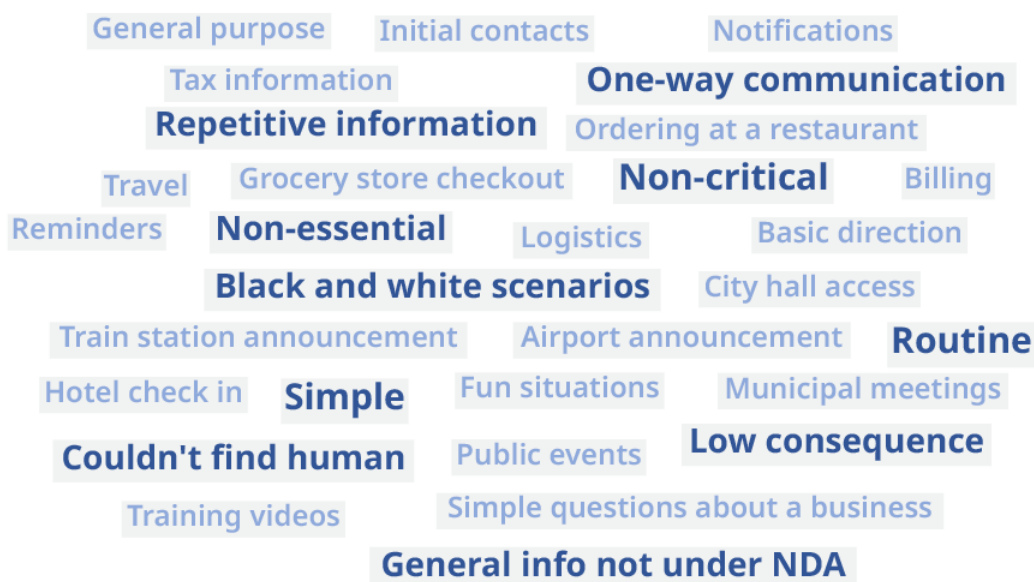 General purpose
Initial contacts
Notifications
Tax information
One-way communication
Repetitive information
Ordering at a restaurant
Travel
Grocery store checkout
Non-critical
Billing
Reminders
Non-essential
Logistics
Basic direction
Black and white scenarios
City hall access
Train station announcement
Airport announcement
Routine
Hotel check in
Simple
Fun situations
Municipal meetings
Couldn't find human
Public events
Low consequence
Training videos
Simple questions about a business
General info not under NDA